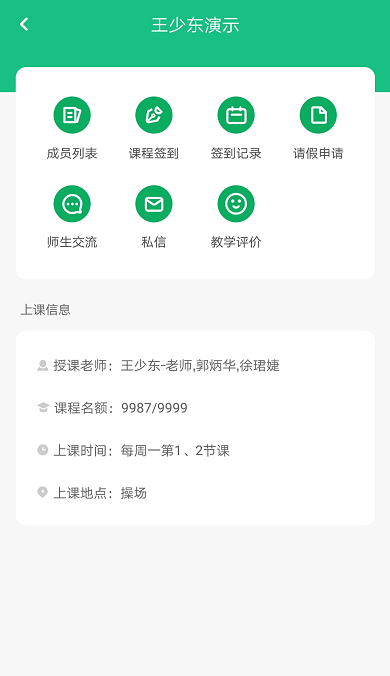 王少东演示
成员列表 课程签到 签到记录 请假申请
师生交流 私信 教学评价
上课信息
授课老师：王少东-老师,郭炳华,徐珺婕
课程名额：9987/9999
上课时间：每周一第1、2节课
上课地点：操场